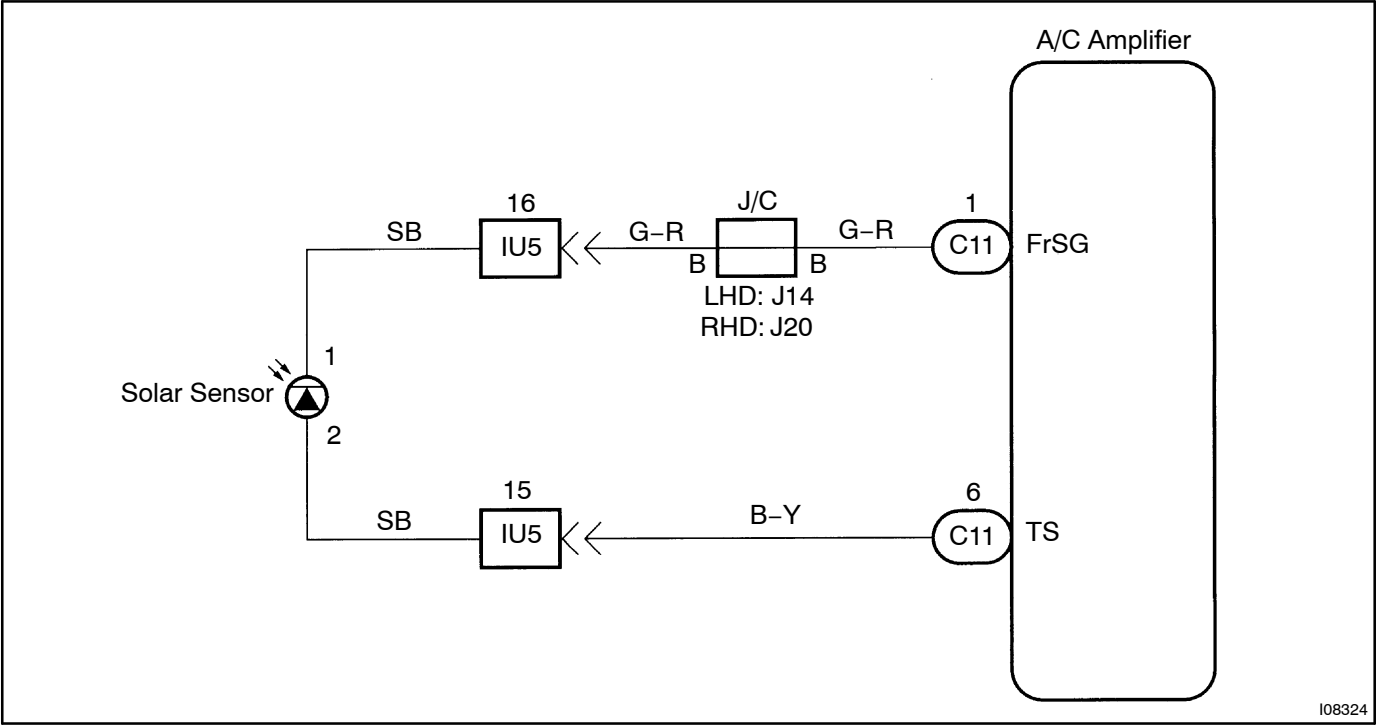 A/C Amplifier
16
J/C
1
SB
IU5
G–R
G–R
C11
FrSG
B
B
LHD: J14
RHD: J20
1
Solar Sensor
2
15
6
SB
IU5
B–Y
C11
TS
I08324